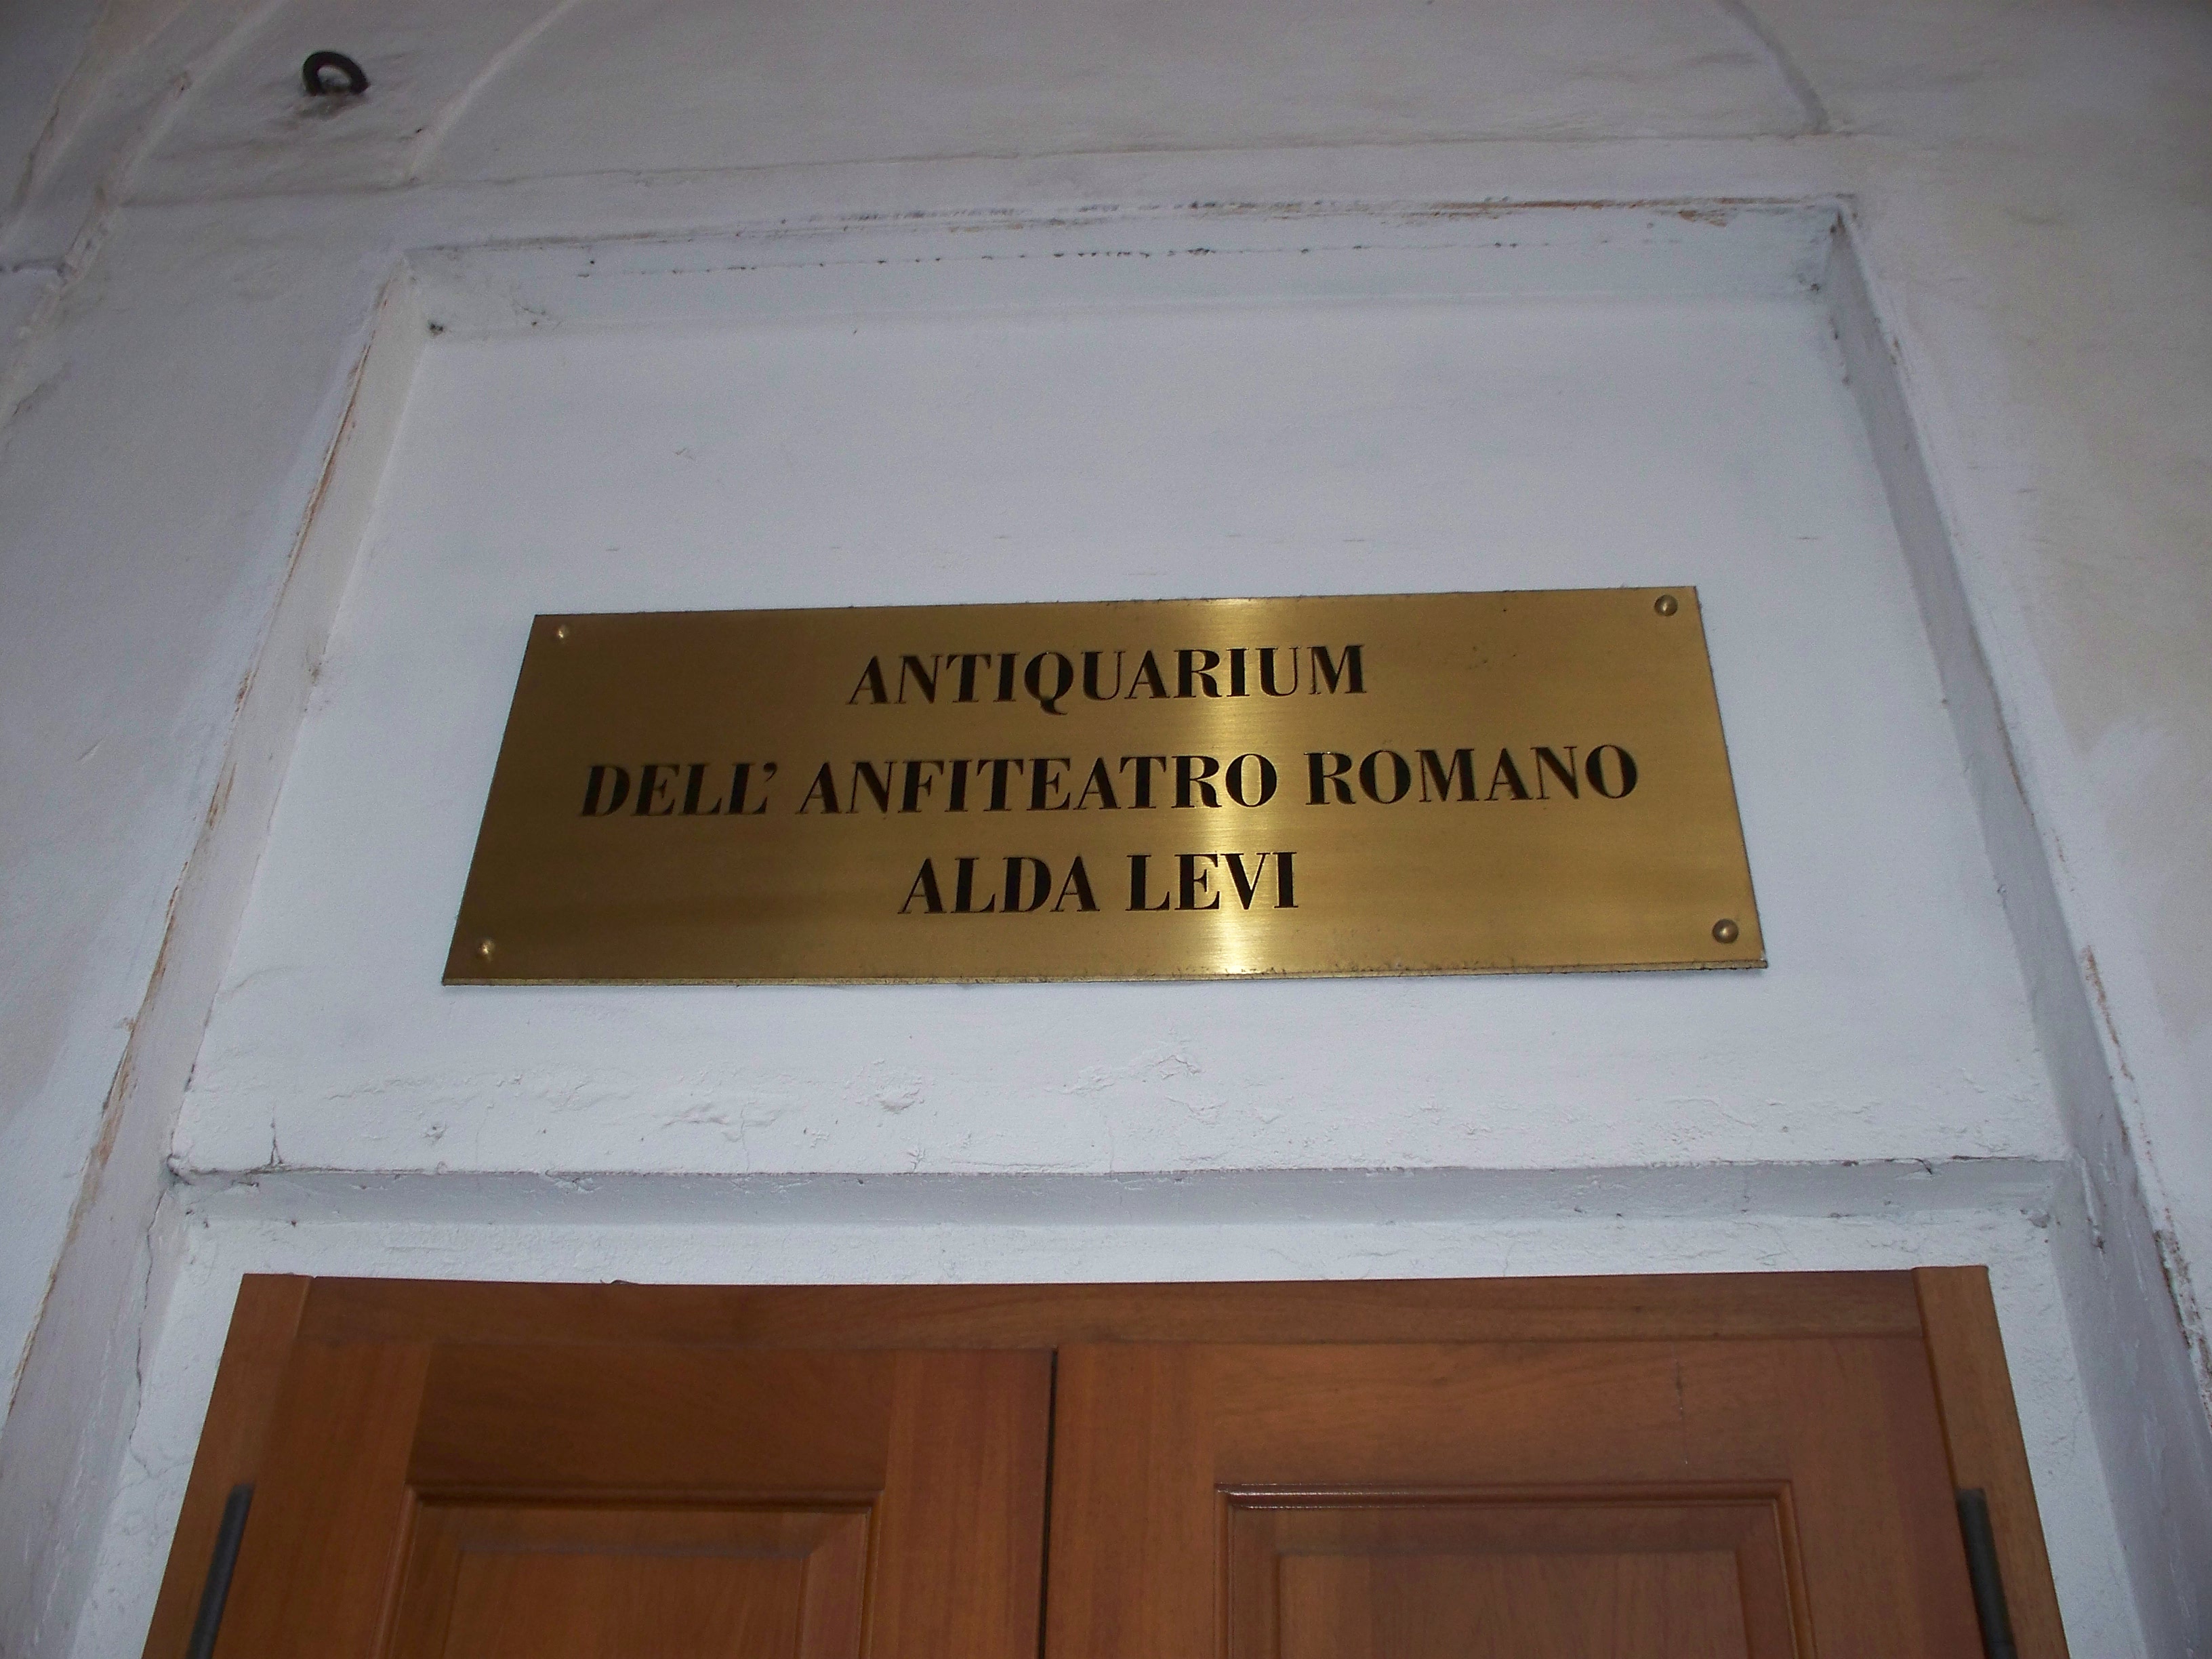 ANTIQUARIUM
DELL' ANFITEATRO ROMANO
ALDA LEVI